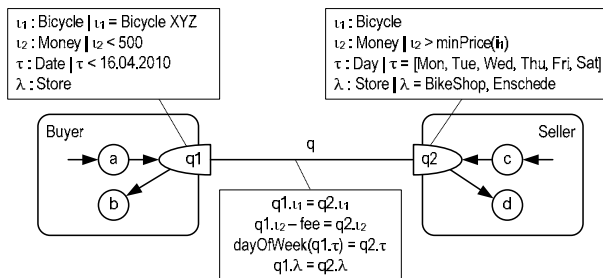 ι₁ : Bicycle | ι₁ = Bicycle XYZ
ι₂ : Money | ι₂ < 500
τ : Date | τ < 16.04.2010
λ : Store
ι₁ : Bicycle
ι₂ : Money | ι₂ > minPrice(i₁)
τ : Day | τ = [Mon, Tue, Wed, Thu, Fri, Sat]
λ : Store | λ = BikeShop, Enschede
Buyer
a
b
q1
q
q2
Seller
c
d
q1.ι₁ = q2.ι₁
q1.ι₂ – fee = q2.ι₂
dayOfWeek(q1.τ) = q2.τ
q1.λ = q2.λ